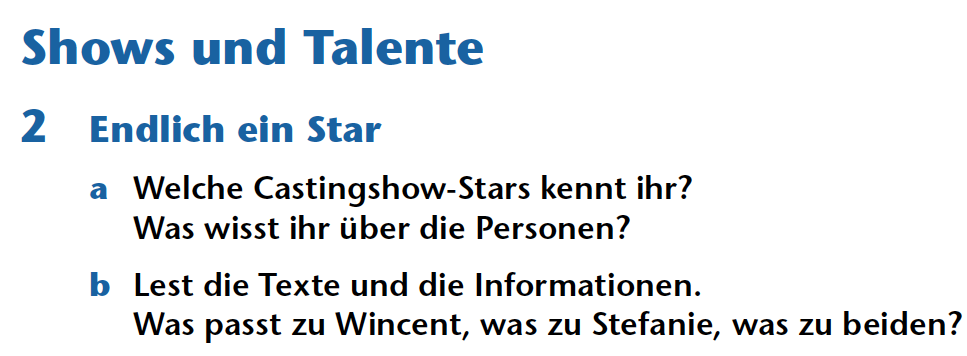 Shows und Talente
2 Endlich ein Star
a Welche Castingshow-Stars kennt ihr?
Was wisst ihr über die Personen?
b Lest die Texte und die Informationen.
Was passt zu Wincent, was zu Stefanie, was zu beiden?